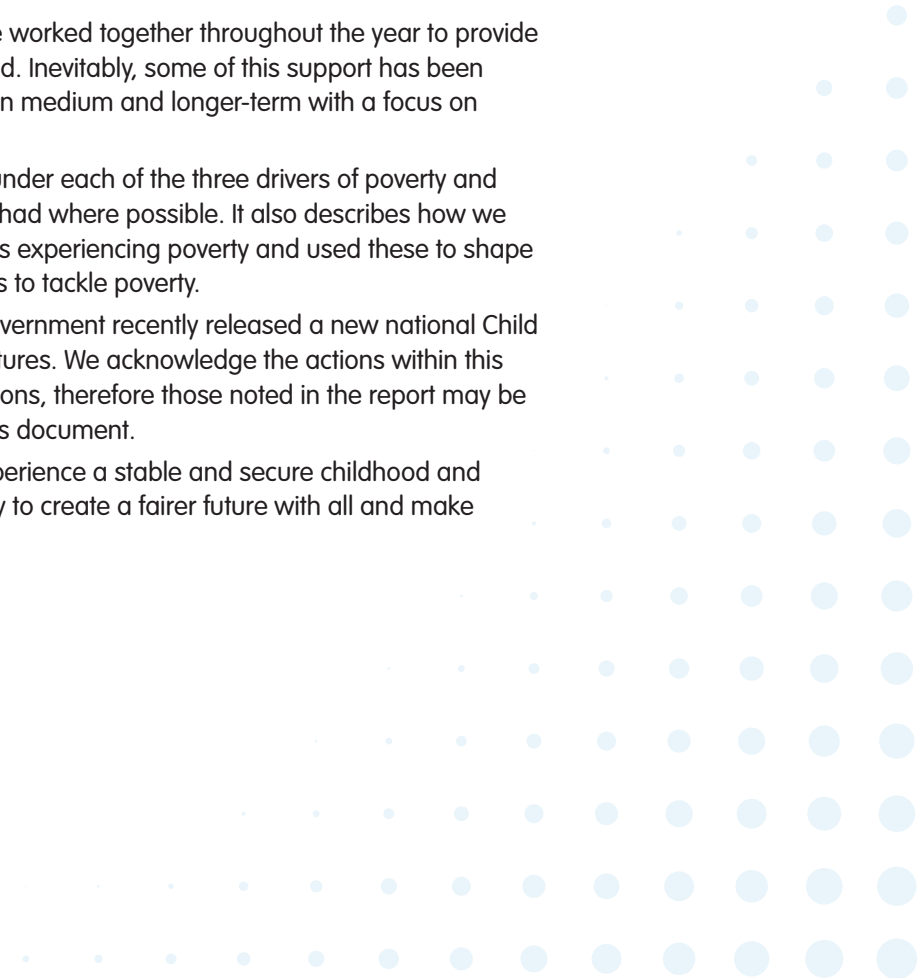 worked together throughout the year to provide
d. Inevitably, some of this support has been
n medium and longer-term with a focus on
under each of the three drivers of poverty and
had where possible. It also describes how we
s experiencing poverty and used these to shape
s to tackle poverty.
vernment recently released a new national Child
tures. We acknowledge the actions within this
ons, therefore those noted in the report may be
s document.
perience a stable and secure childhood and
y to create a fairer future with all and make